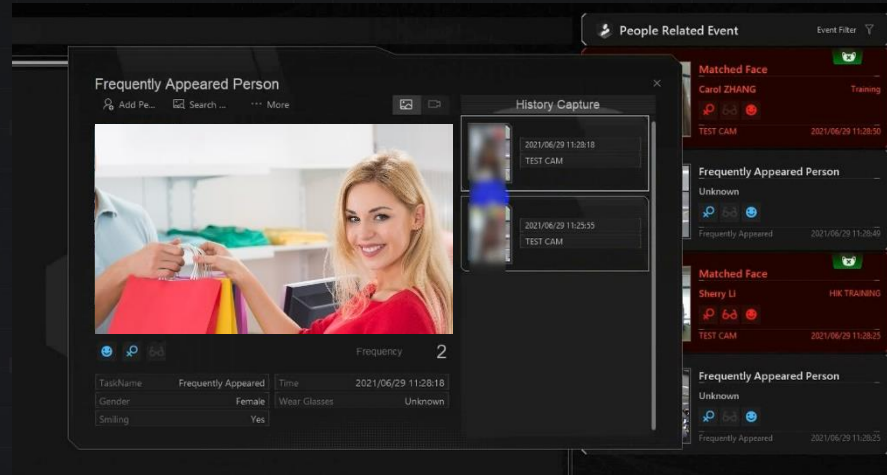 People Related Event
Event Filter
Frequently Appeared Person
Add Pe...
Search ...
More
History Capture
2021/06/29 11:28:18
TEST CAM
2021/06/29 11:25:55
TEST CAM
Frequency 2
TaskName Frequently Appeared Time 2021/06/29 11:28:18
Gender Female Wear Glasses Unknown
Smiling Yes
Matched Face
Carol ZHANG Training
TEST CAM 2021/06/29 11:28:50
Frequently Appeared Person
Unknown
Frequently Appeared 2021/06/29 11:28:49
Matched Face
Sherry Li HIK TRAINING
TEST CAM 2021/06/29 11:28:25
Frequently Appeared Person
Unknown
Frequently Appeared 2021/06/29 11:28:25